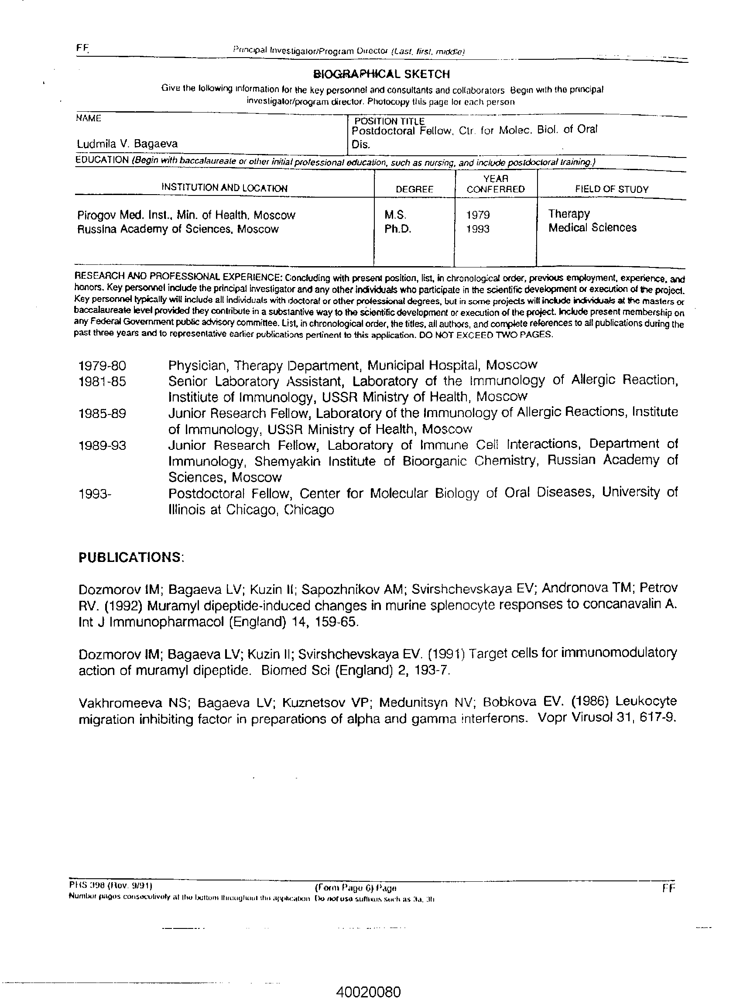 FF
Principal Investigator/Program Director (Last, first, middle)
BIOGRAPHICAL SKETCH
Give the following information for the key personnel and consultants and collaborators. Begin with the principal
investigator/program director. Photocopy this page for each person
NAME
Ludmila V. Bagaeva
POSITION TITLE
Postdoctoral Fellow, Ctr. for Molec. Biol. of Oral
Dis.
EDUCATION (Begin with baccalaureate or other initial professional education, such as nursing, and include postdoctoral training.)
INSTITUTION AND LOCATION DEGREE YEAR CONFERRED FIELD OF STUDY
Pirogov Med. Inst., Min. of Health, Moscow M.S. 1979 Therapy
Russina Academy of Sciences, Moscow Ph.D. 1993 Medical Sciences
RESEARCH AND PROFESSIONAL EXPERIENCE: Concluding with present position, list, in chronological order, previous employment, experience, and
honors. Key personnel include the principal investigator and any other individuals who participate in the scientific development or execution of the project.
Key personnel typically will include all individuals with doctoral or other professional degrees, but in some projects will include individuals at the masters or
baccalaureate level provided they contribute in a substantive way to the scientific development or execution of the project. Include present membership on
any Federal Government public advisory committee. List, in chronological order, the titles, all authors, and complete references to all publications during the
past three years and to representative earlier publications pertinent to this application. DO NOT EXCEED TWO PAGES.
1979-80 Physician, Therapy Department, Municipal Hospital, Moscow
1981-85 Senior Laboratory Assistant, Laboratory of the Immunology of Allergic Reaction,
Institiute of Immunology, USSR Ministry of Health, Moscow
1985-89 Junior Research Fellow, Laboratory of the Immunology of Allergic Reactions, Institute
of Immunology, USSR Ministry of Health, Moscow
1989-93 Junior Research Fellow, Laboratory of Immune Cell Interactions, Department of
Immunology, Shemyakin Institute of Bioorganic Chemistry, Russian Academy of
Sciences, Moscow
1993- Postdoctoral Fellow, Center for Molecular Biology of Oral Diseases, University of
Illinois at Chicago, Chicago
PUBLICATIONS:
Dozmorov IM; Bagaeva LV; Kuzin II; Sapozhnikov AM; Svirshchevskaya EV; Andronova TM; Petrov
RV. (1992) Muramyl dipeptide-induced changes in murine splenocyte responses to concanavalin A.
Int J Immunopharmacol (England) 14, 159-65.
Dozmorov IM; Bagaeva LV; Kuzin II; Svirshchevskaya EV. (1991) Target cells for immunomodulatory
action of muramyl dipeptide. Biomed Sci (England) 2, 193-7.
Vakhromeeva NS; Bagaeva LV; Kuznetsov VP; Medunitsyn NV; Bobkova EV. (1986) Leukocyte
migration inhibiting factor in preparations of alpha and gamma interferons. Vopr Virusol 31, 617-9.
PHS 398 (Rev. 9/91) (Form Page 6) Page FF
Number pages consecutively at the bottom throughout the application. Do not use suffixes such as 3a, 3b.
40020080